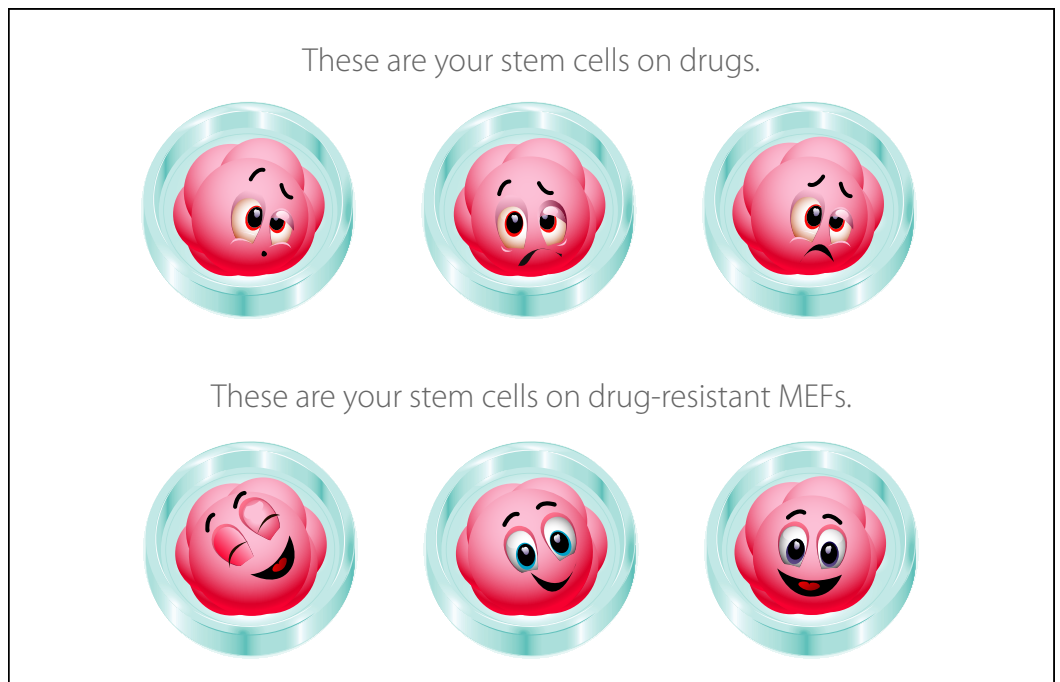 These are your stem cells on drugs.
These are your stem cells on drug-resistant MEFs.